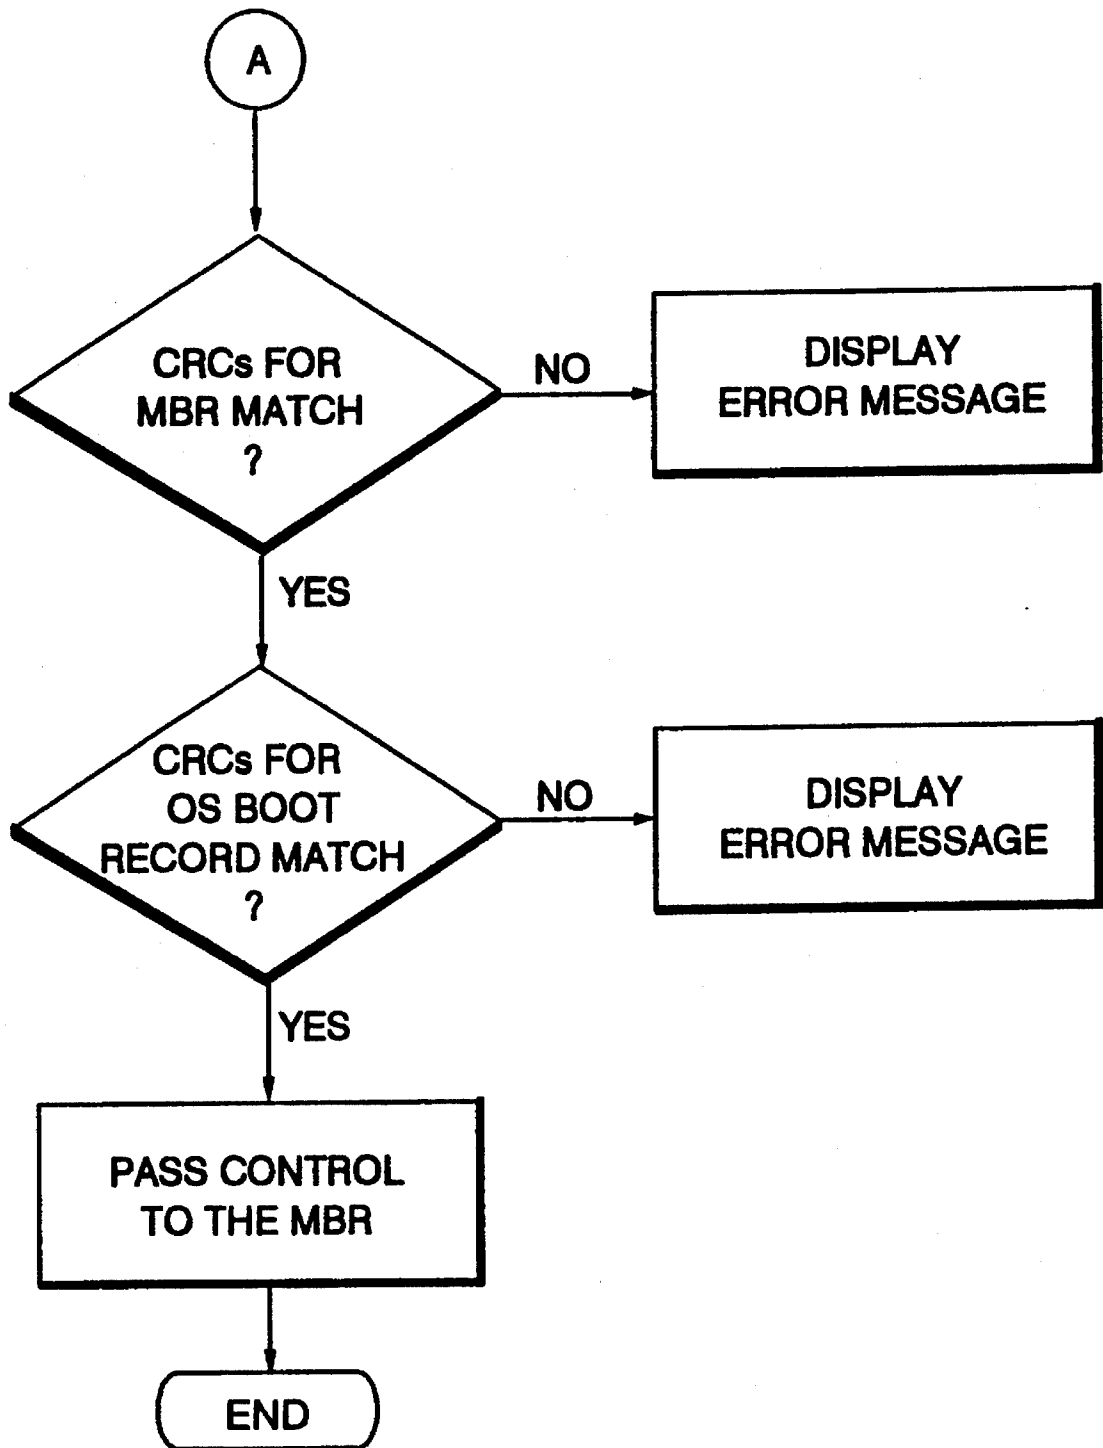 A
CRCs FOR
MBR MATCH
?
NO
DISPLAY
ERROR MESSAGE
YES
CRCs FOR
OS BOOT
RECORD MATCH
?
NO
DISPLAY
ERROR MESSAGE
YES
PASS CONTROL
TO THE MBR
END